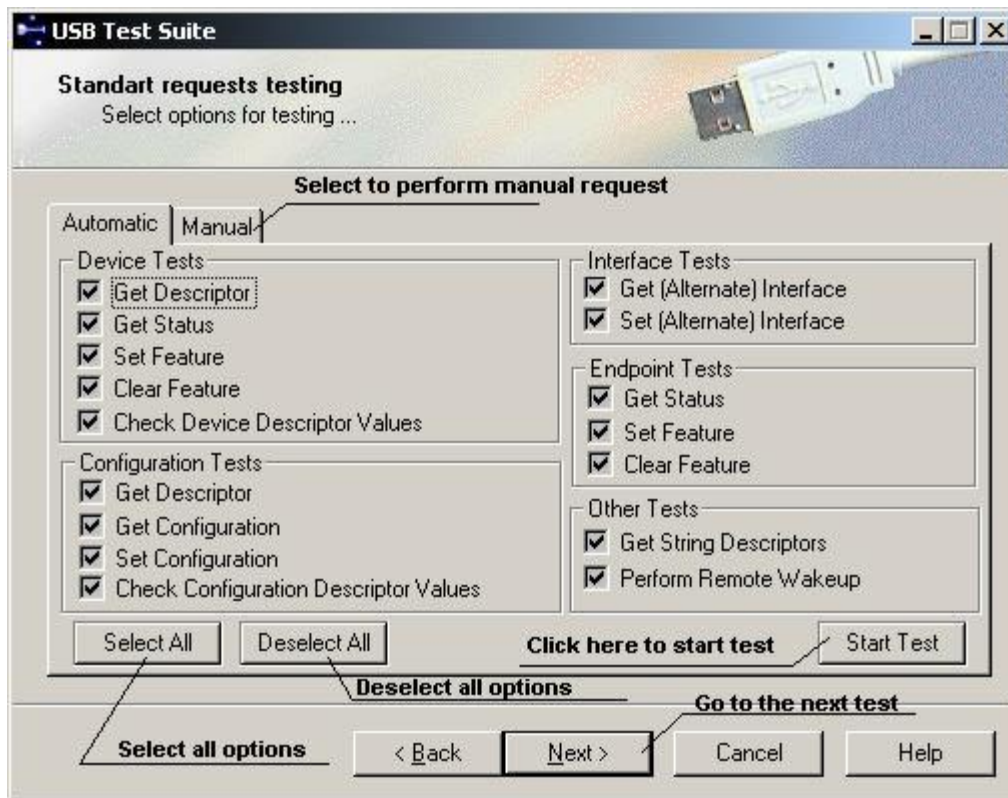 USB Test Suite
Standart requests testing
Select options for testing ...
Select to perform manual request
Automatic
Manual
Device Tests
Get Descriptor
Get Status
Set Feature
Clear Feature
Check Device Descriptor Values
Configuration Tests
Get Descriptor
Get Configuration
Set Configuration
Check Configuration Descriptor Values
Interface Tests
Get (Alternate) Interface
Set (Alternate) Interface
Endpoint Tests
Get Status
Set Feature
Clear Feature
Other Tests
Get String Descriptors
Perform Remote Wakeup
Select All
Deselect All
Click here to start test
Start Test
Deselect all options
Go to the next test
Select all options
< Back
Next >
Cancel
Help